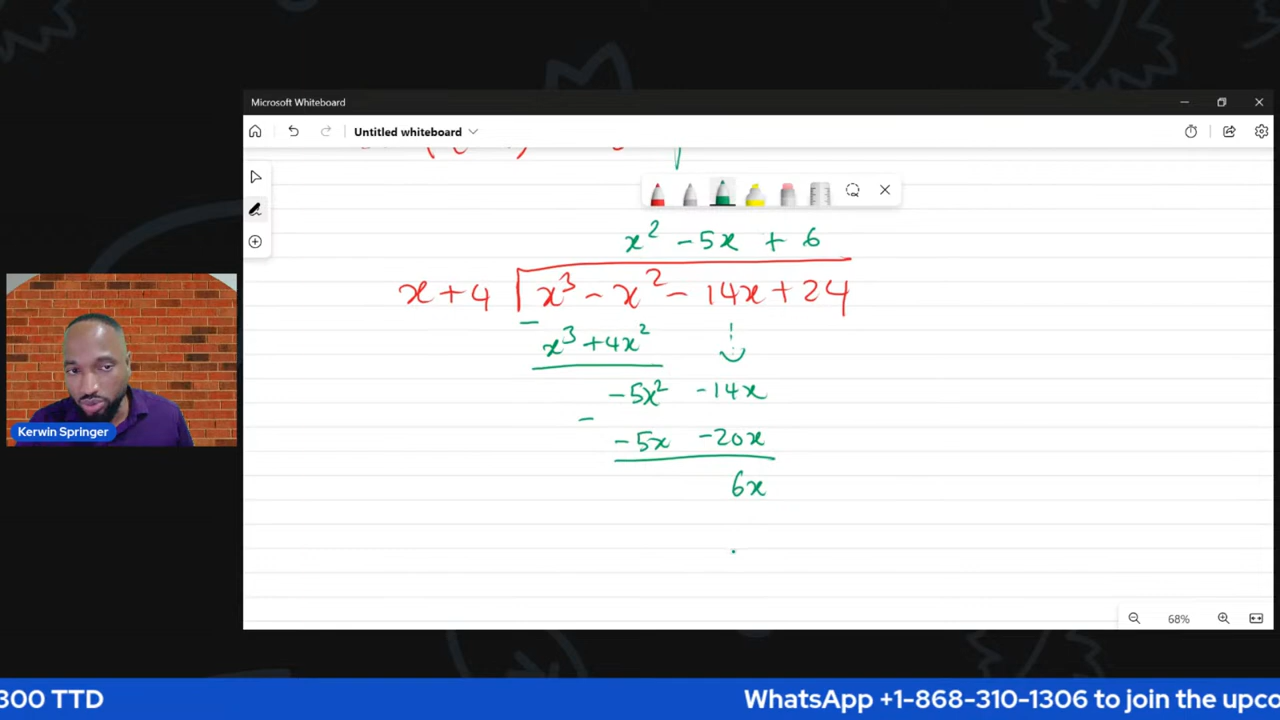 Microsoft Whiteboard
Untitled whiteboard
x² - 5x + 6
x + 4 x³ - x² - 14x + 24
-
x³ + 4x²
-5x² -14x
-
-5x -20x
6x
Kerwin Springer
68%
300 TTD WhatsApp +1-868-310-1306 to join the upco